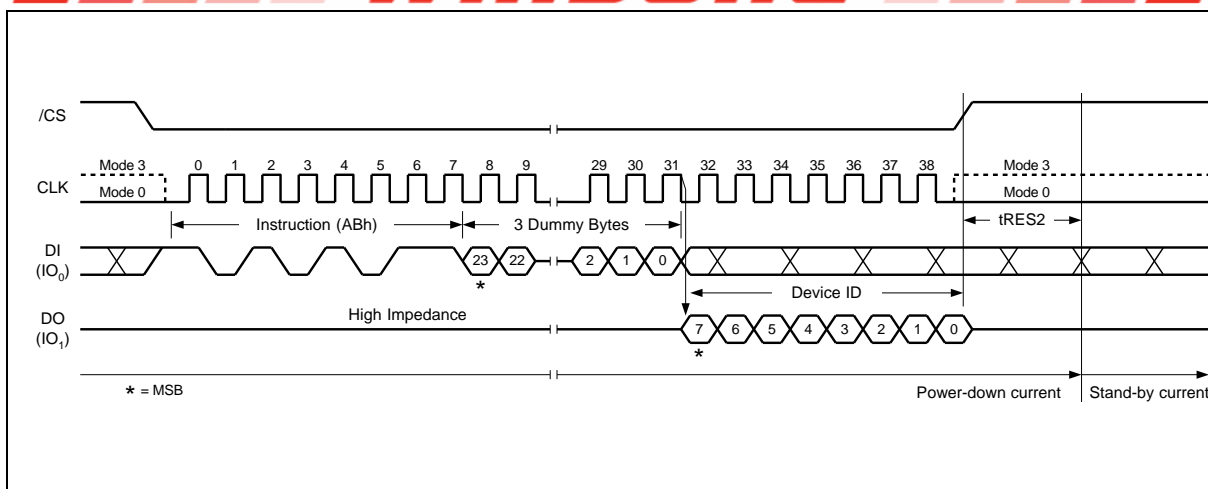 /CS
Mode 3 0 1 2 3 4 5 6 7 8 9 29 30 31 32 33 34 35 36 37 38 Mode 3
CLK
Mode 0 Mode 0
Instruction (ABh) 3 Dummy Bytes tRES2
DI
(IO0) 23 22 2 1 0
*
Device ID
High Impedance
DO
(IO1) 7 6 5 4 3 2 1 0
*
* = MSB Power-down current Stand-by current